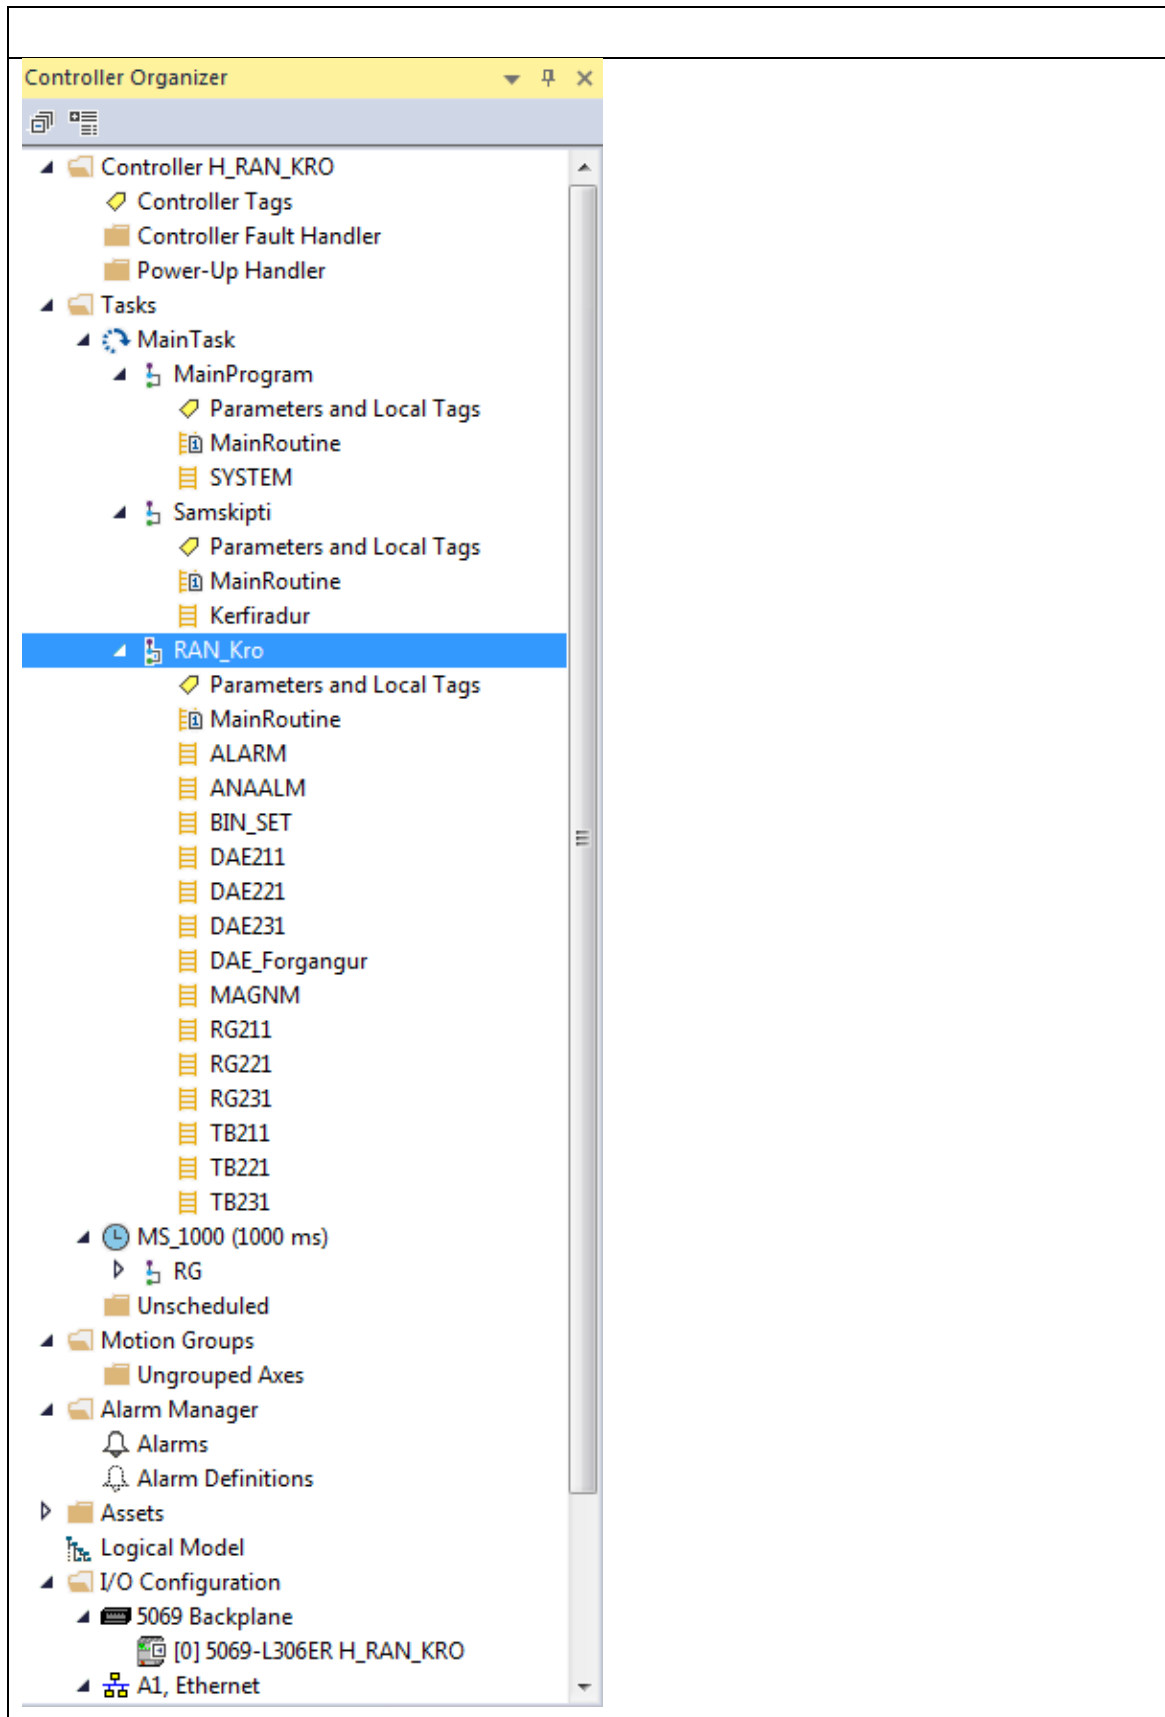 Controller Organizer
Controller H_RAN_KRO
Controller Tags
Controller Fault Handler
Power-Up Handler
Tasks
MainTask
MainProgram
Parameters and Local Tags
MainRoutine
SYSTEM
Samskipti
Parameters and Local Tags
MainRoutine
Kerfiradur
RAN_Kro
Parameters and Local Tags
MainRoutine
ALARM
ANAALM
BIN_SET
DAE211
DAE221
DAE231
DAE_Forgangur
MAGNM
RG211
RG221
RG231
TB211
TB221
TB231
MS_1000 (1000 ms)
RG
Unscheduled
Motion Groups
Ungrouped Axes
Alarm Manager
Alarms
Alarm Definitions
Assets
Logical Model
I/O Configuration
5069 Backplane
[0] 5069-L306ER H_RAN_KRO
A1, Ethernet